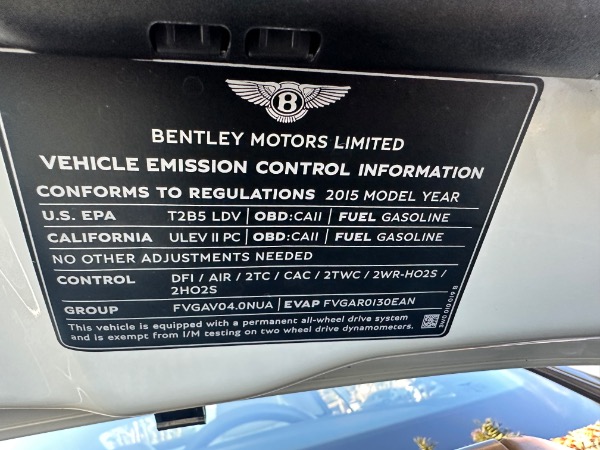 B
BENTLEY MOTORS LIMITED
VEHICLE EMISSION CONTROL INFORMATION
CONFORMS TO REGULATIONS 2015 MODEL YEAR
U.S. EPA T2B5 LDV OBD:CAII FUEL GASOLINE
CALIFORNIA ULEV II PC OBD:CAII FUEL GASOLINE
NO OTHER ADJUSTMENTS NEEDED
CONTROL DFI / AIR / 2TC / CAC / 2TWC / 2WR-HO2S /
2HO2S
GROUP FVGAV04.0NUA EVAP FVGAR0130EAN
This vehicle is equipped with a permanent all-wheel drive system
and is exempt from I/M testing on two wheel drive dynamometers.
3W0 010 019 B